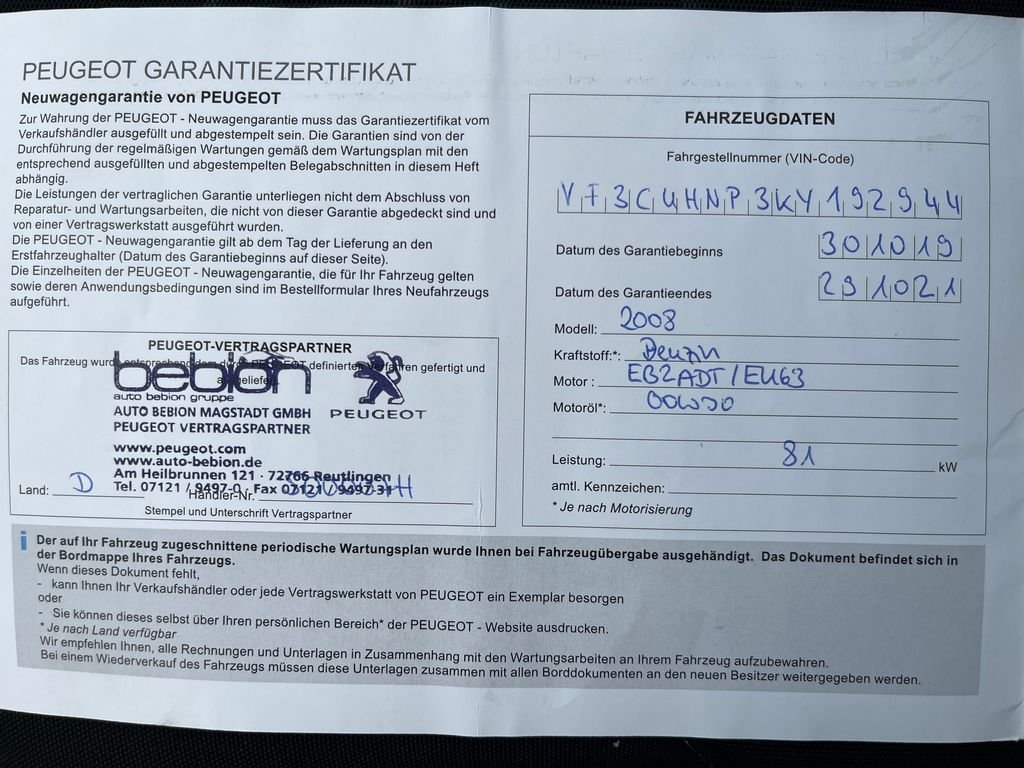 PEUGEOT GARANTIEZERTIFIKAT
Neuwagengarantie von PEUGEOT
Zur Wahrung der PEUGEOT - Neuwagengarantie muss das Garantiezertifikat vom
Verkaufshändler ausgefüllt und abgestempelt sein. Die Garantien sind von der
Durchführung der regelmäßigen Wartungen gemäß dem Wartungsplan mit den
entsprechend ausgefüllten und abgestempelten Belegabschnitten in diesem Heft
abhängig.
Die Leistungen der vertraglichen Garantie unterliegen nicht dem Abschluss von
Reparatur- und Wartungsarbeiten, die nicht von dieser Garantie abgedeckt sind und
von einer Vertragswerkstatt ausgeführt wurden.
Die PEUGEOT - Neuwagengarantie gilt ab dem Tag der Lieferung an den
Erstfahrzeughalter (Datum des Garantiebeginns auf dieser Seite).
Die Einzelheiten der PEUGEOT - Neuwagengarantie, die für Ihr Fahrzeug gelten
sowie deren Anwendungsbedingungen sind im Bestellformular Ihres Neufahrzeugs
aufgeführt.
PEUGEOT-VERTRAGSPARTNER
Das Fahrzeug wurde entsprechend dem durch PEUGEOT definierten Verfahren gefertigt und
ausgeliefert.
bebion
auto bebion gruppe
PEUGEOT
AUTO BEBION MAGSTADT GMBH
PEUGEOT VERTRAGSPARTNER
www.peugeot.com
www.auto-bebion.de
Am Heilbrunnen 121 · 72766 Reutlingen
Tel. 07121 / 9497-0 · Fax 07121 / 9497-31
Land: D Händler-Nr.
Stempel und Unterschrift Vertragspartner
FAHRZEUGDATEN
Fahrgestellnummer (VIN-Code)
VF3CUHNP3KY192944
Datum des Garantiebeginns 301019
Datum des Garantieendes 291021
Modell: 2008
Kraftstoff:*: Benzin
Motor : EB2ADT/EU63
Motoröl*: 00W30
Leistung: 81 kW
amtl. Kennzeichen:
* Je nach Motorisierung
i Der auf Ihr Fahrzeug zugeschnittene periodische Wartungsplan wurde Ihnen bei Fahrzeugübergabe ausgehändigt. Das Dokument befindet sich in
der Bordmappe Ihres Fahrzeugs.
Wenn dieses Dokument fehlt,
- kann Ihnen Ihr Verkaufshändler oder jede Vertragswerkstatt von PEUGEOT ein Exemplar besorgen
oder
- Sie können dieses selbst über Ihren persönlichen Bereich* der PEUGEOT - Website ausdrucken.
* Je nach Land verfügbar
Wir empfehlen Ihnen, alle Rechnungen und Unterlagen in Zusammenhang mit den Wartungsarbeiten an Ihrem Fahrzeug aufzubewahren.
Bei einem Wiederverkauf des Fahrzeugs müssen diese Unterlagen zusammen mit allen Borddokumenten an den neuen Besitzer weitergegeben werden.